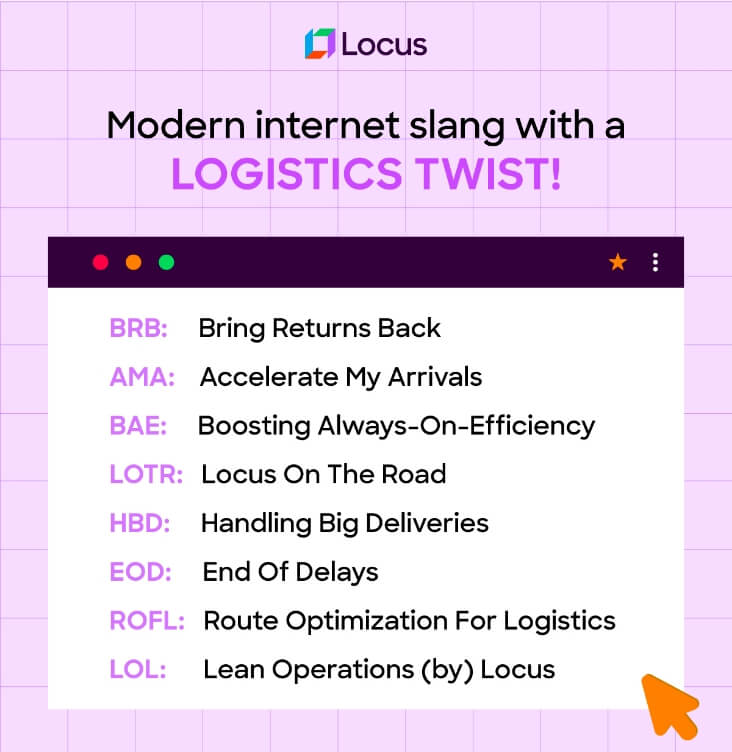 Locus
Modern internet slang with a
LOGISTICS TWIST!
BRB: Bring Returns Back
AMA: Accelerate My Arrivals
BAE: Boosting Always-On-Efficiency
LOTR: Locus On The Road
HBD: Handling Big Deliveries
EOD: End Of Delays
ROFL: Route Optimization For Logistics
LOL: Lean Operations (by) Locus